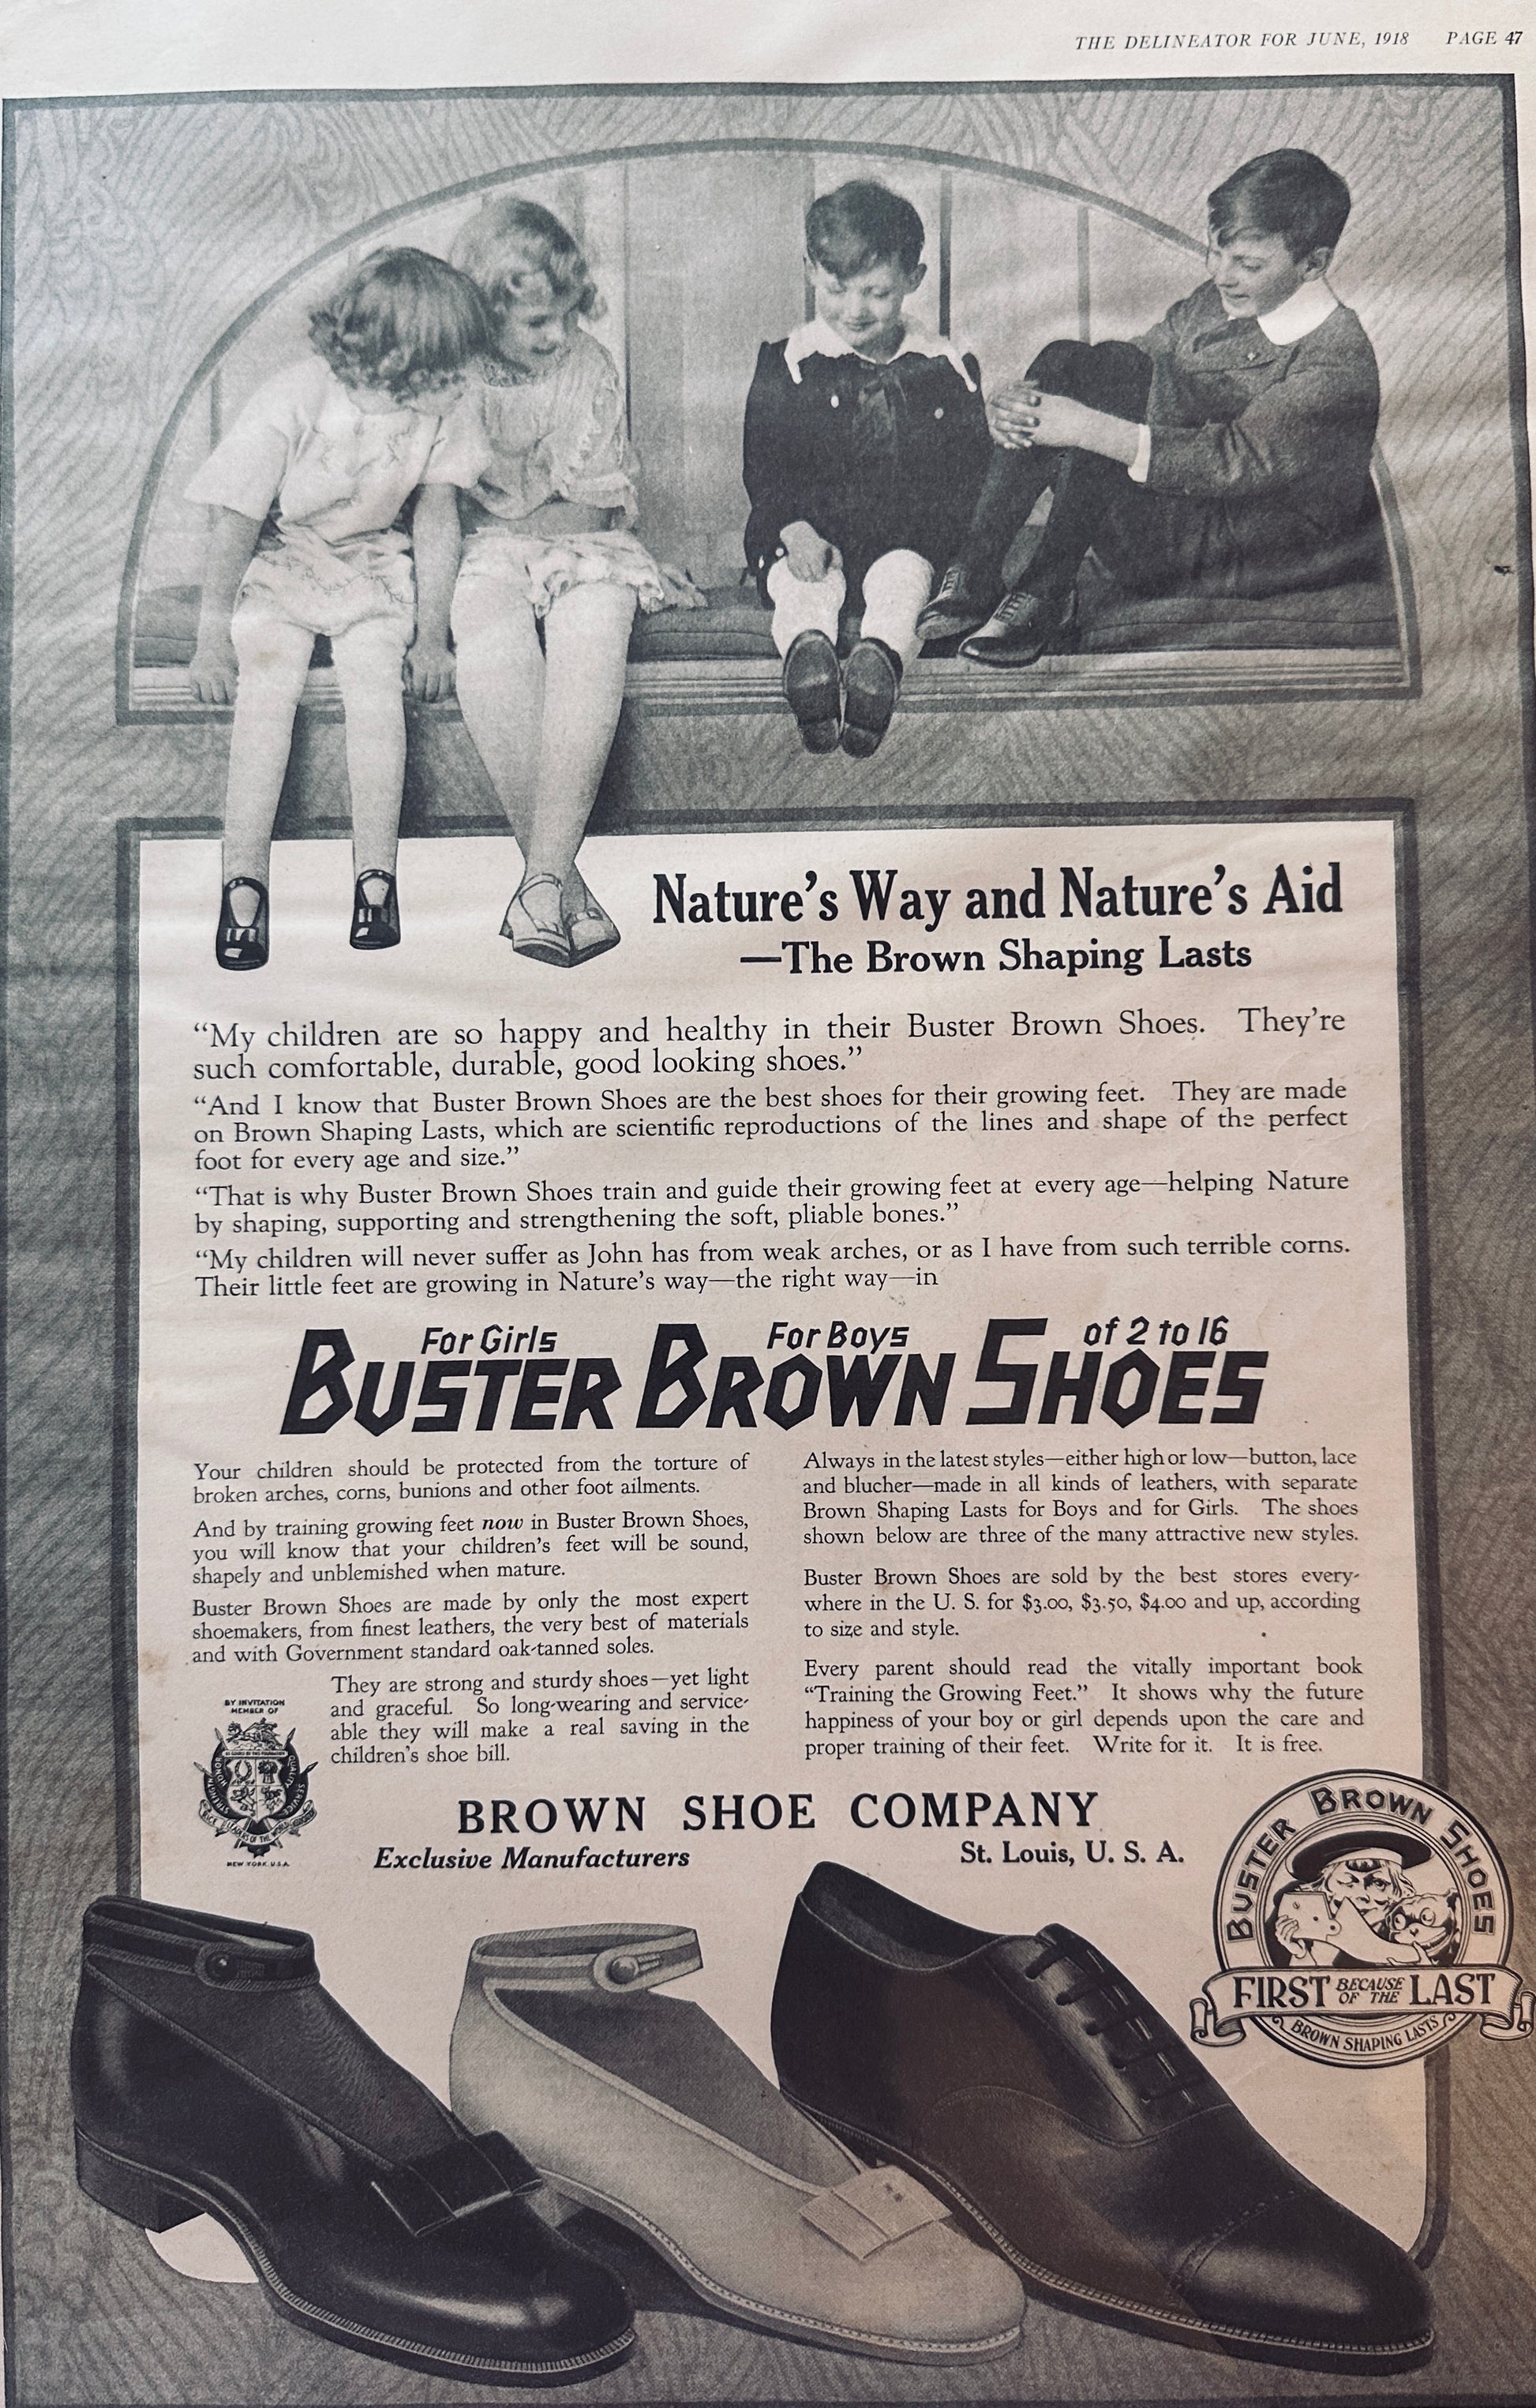 THE DELINEATOR FOR JUNE, 1918 PAGE 47
Nature's Way and Nature's Aid
—The Brown Shaping Lasts
“My children are so happy and healthy in their Buster Brown Shoes. They're
such comfortable, durable, good looking shoes.”
“And I know that Buster Brown Shoes are the best shoes for their growing feet. They are made
on Brown Shaping Lasts, which are scientific reproductions of the lines and shape of the perfect
foot for every age and size.”
“That is why Buster Brown Shoes train and guide their growing feet at every age—helping Nature
by shaping, supporting and strengthening the soft, pliable bones.”
“My children will never suffer as John has from weak arches, or as I have from such terrible corns.
Their little feet are growing in Nature's way—the right way—in
For Girls For Boys of 2 to 16
BUSTER BROWN SHOES
Your children should be protected from the torture of
broken arches, corns, bunions and other foot ailments.
And by training growing feet now in Buster Brown Shoes,
you will know that your children's feet will be sound,
shapely and unblemished when mature.
Buster Brown Shoes are made by only the most expert
shoemakers, from finest leathers, the very best of materials
and with Government standard oak-tanned soles.
They are strong and sturdy shoes—yet light
and graceful. So long-wearing and service-
able they will make a real saving in the
children's shoe bill.
BY INVITATION
MEMBER OF
HONOR
QUALITY
STRENGTH
SERVICE
RICE LEADERS OF THE WORLD
NEW YORK, U.S.A.
Always in the latest styles—either high or low—button, lace
and blucher—made in all kinds of leathers, with separate
Brown Shaping Lasts for Boys and for Girls. The shoes
shown below are three of the many attractive new styles.
Buster Brown Shoes are sold by the best stores every-
where in the U. S. for $3.00, $3.50, $4.00 and up, according
to size and style.
Every parent should read the vitally important book
“Training the Growing Feet.” It shows why the future
happiness of your boy or girl depends upon the care and
proper training of their feet. Write for it. It is free.
BROWN SHOE COMPANY
Exclusive Manufacturers St. Louis, U. S. A.
BUSTER BROWN SHOES
FIRST BECAUSE OF THE LAST
BROWN SHAPING LASTS